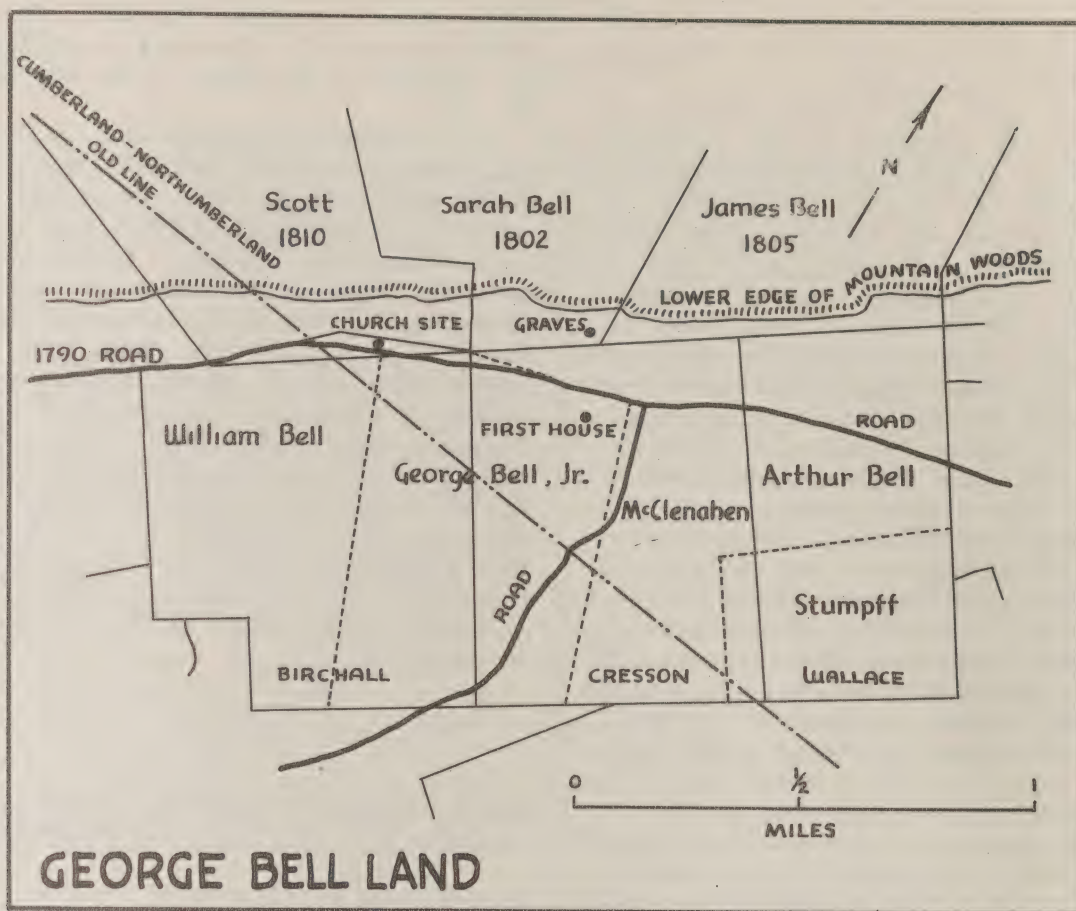 CUMBERLAND-NORTHUMBERLAND
OLD LINE
Scott
1810
Sarah Bell
1802
James Bell
1805
N
LOWER EDGE OF MOUNTAIN WOODS
CHURCH SITE
GRAVES
1790 ROAD
William Bell
FIRST HOUSE
ROAD
George Bell, Jr.
Arthur Bell
McClenahen
ROAD
Stumpff
BIRCHALL
CRESSON
WALLACE
0 ½ 1
MILES
GEORGE BELL LAND